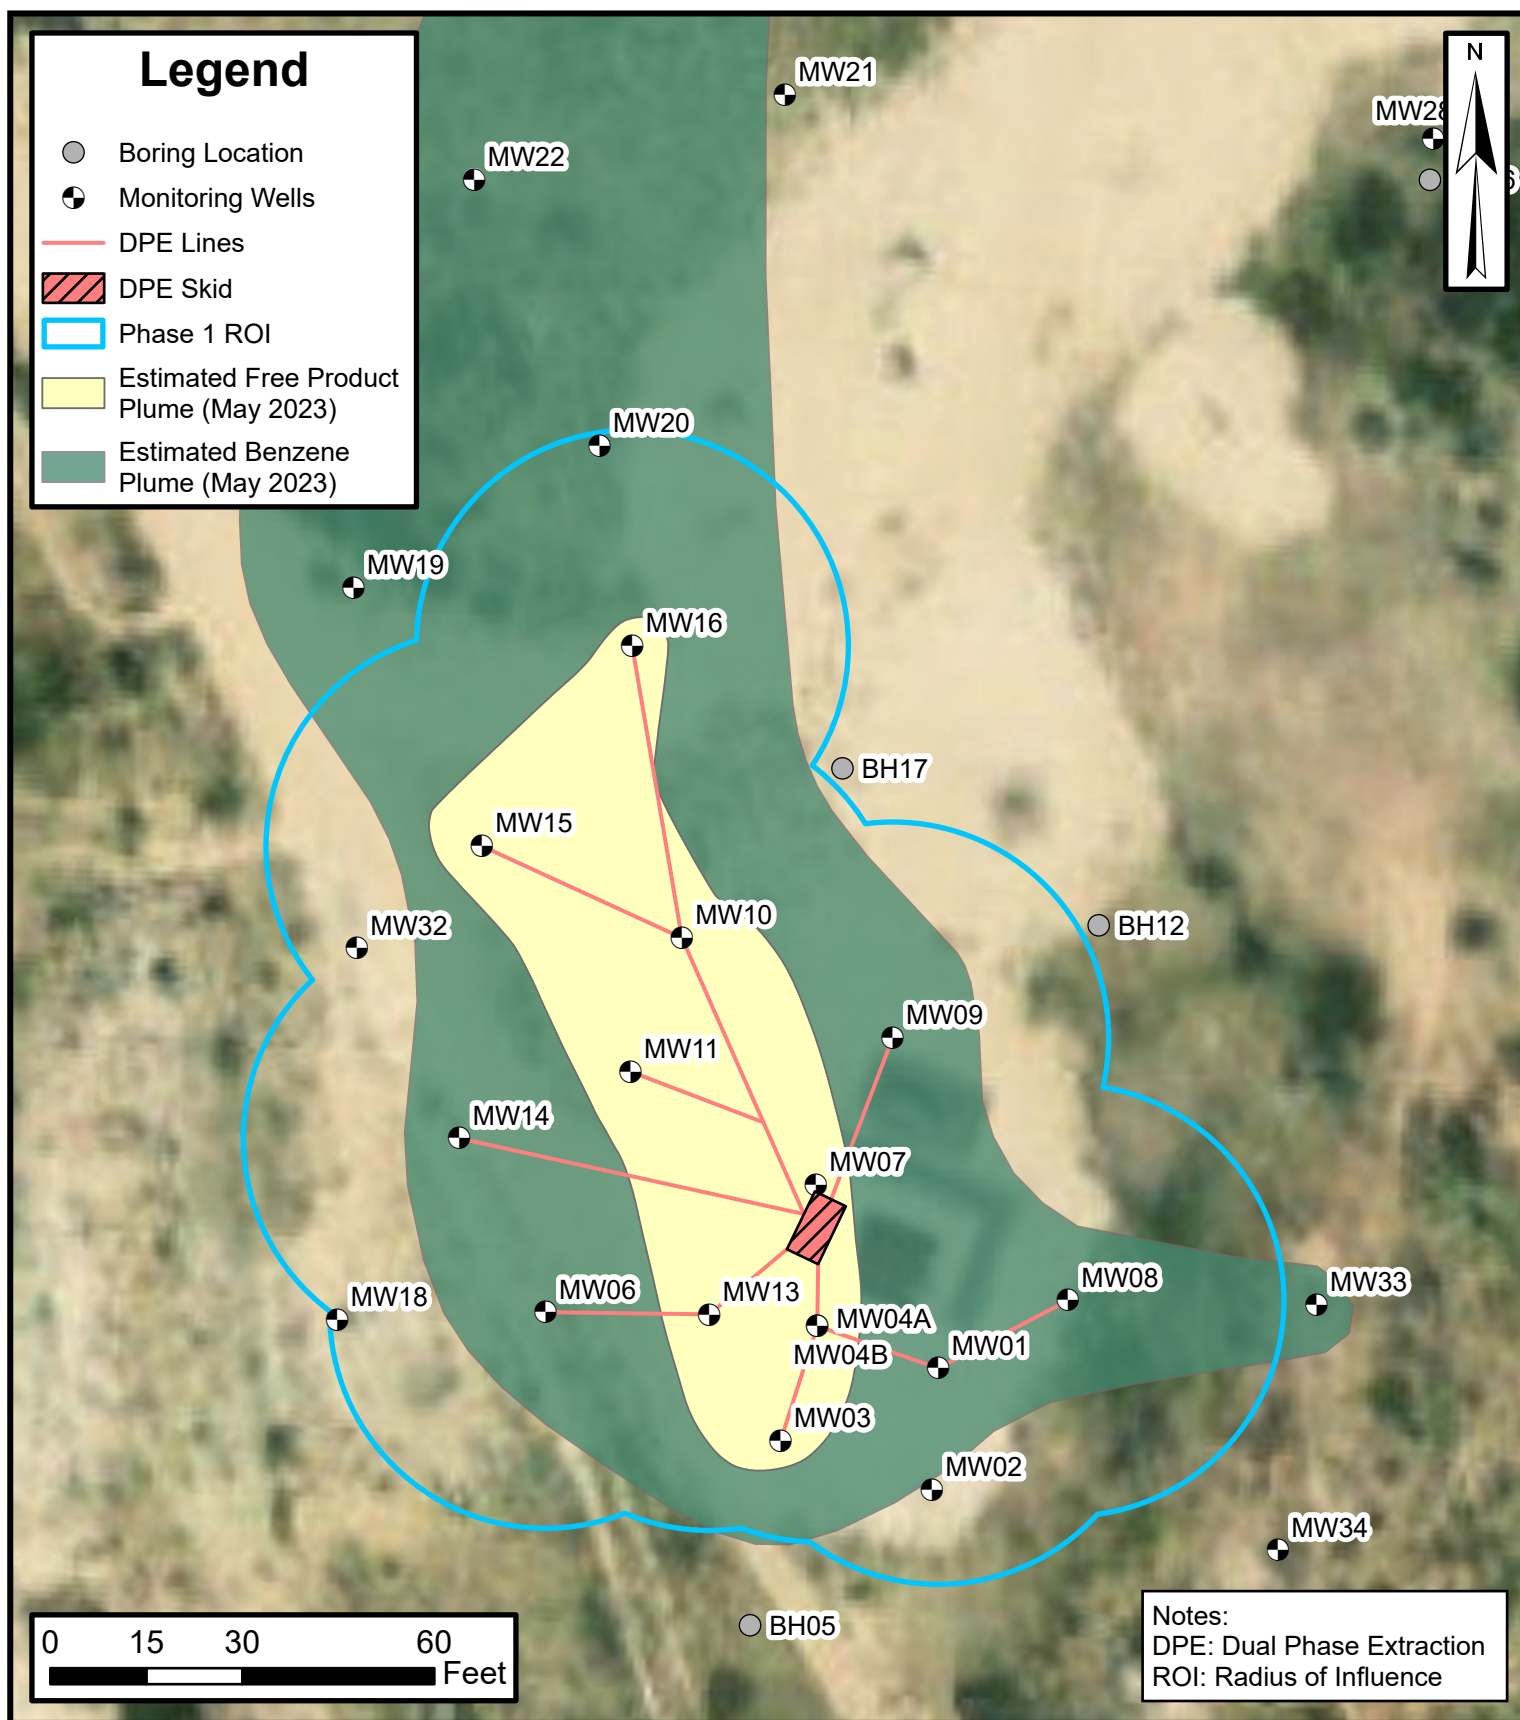 Legend
Boring Location
Monitoring Wells
DPE Lines
DPE Skid
Phase 1 ROI
Estimated Free Product
Plume (May 2023)
Estimated Benzene
Plume (May 2023)
N
MW21
MW28
MW22
MW20
MW19
MW16
BH17
MW15
MW10
MW32
BH12
MW09
MW11
MW14
MW07
MW08
MW33
MW06
MW13
MW18
MW04A
MW04B
MW01
MW03
MW02
MW34
BH05
0 15 30 60
Feet
Notes:
DPE: Dual Phase Extraction
ROI: Radius of Influence